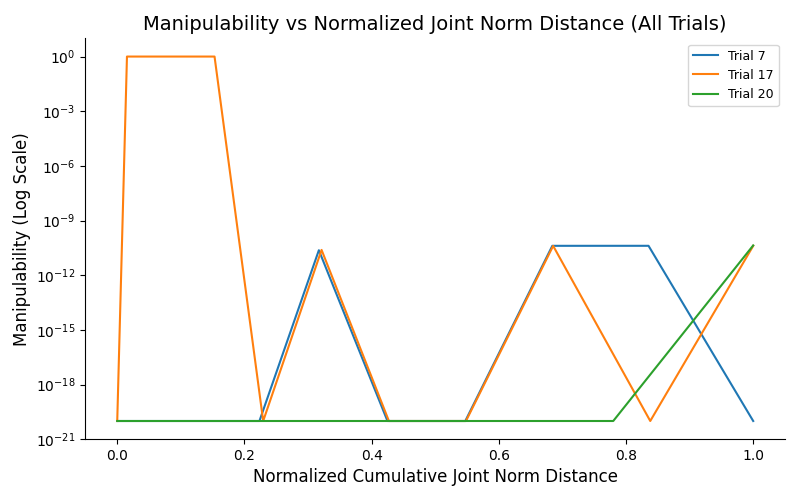 Manipulability vs Normalized Joint Norm Distance (All Trials)
Trial 7
Trial 17
Trial 20
Manipulability (Log Scale)
10⁰
10⁻³
10⁻⁶
10⁻⁹
10⁻¹²
10⁻¹⁵
10⁻¹⁸
10⁻²¹
0.0 0.2 0.4 0.6 0.8 1.0
Normalized Cumulative Joint Norm Distance